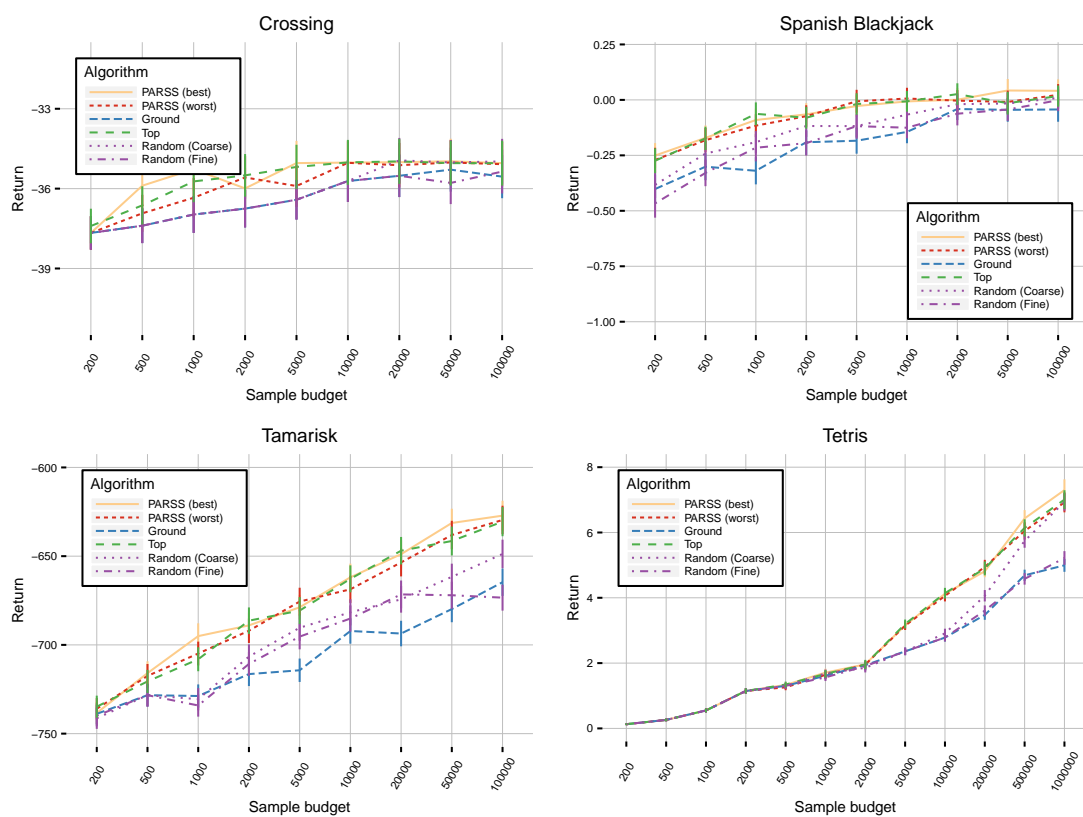 Crossing
Algorithm
PARSS (best)
PARSS (worst)
Ground
Top
Random (Coarse)
Random (Fine)
−33
−36
−39
Return
200
500
1000
2000
5000
1000
20000
50000
100000
Sample budget
Spanish Blackjack
0.25
0.00
−0.25
−0.50
−0.75
−1.00
Return
Algorithm
PARSS (best)
PARSS (worst)
Ground
Top
Random (Coarse)
Random (Fine)
200
500
1000
2000
5000
10000
20000
50000
100000
Sample budget
Tamarisk
Algorithm
PARSS (best)
PARSS (worst)
Ground
Top
Random (Coarse)
Random (Fine)
−600
−650
−700
−750
Return
200
500
1000
2000
5000
10000
20000
50000
100000
Sample budget
Tetris
Algorithm
PARSS (best)
PARSS (worst)
Ground
Top
Random (Coarse)
Random (Fine)
8
6
4
2
0
Return
200
500
1000
2000
5000
10000
20000
50000
100000
200000
500000
1000000
Sample budget